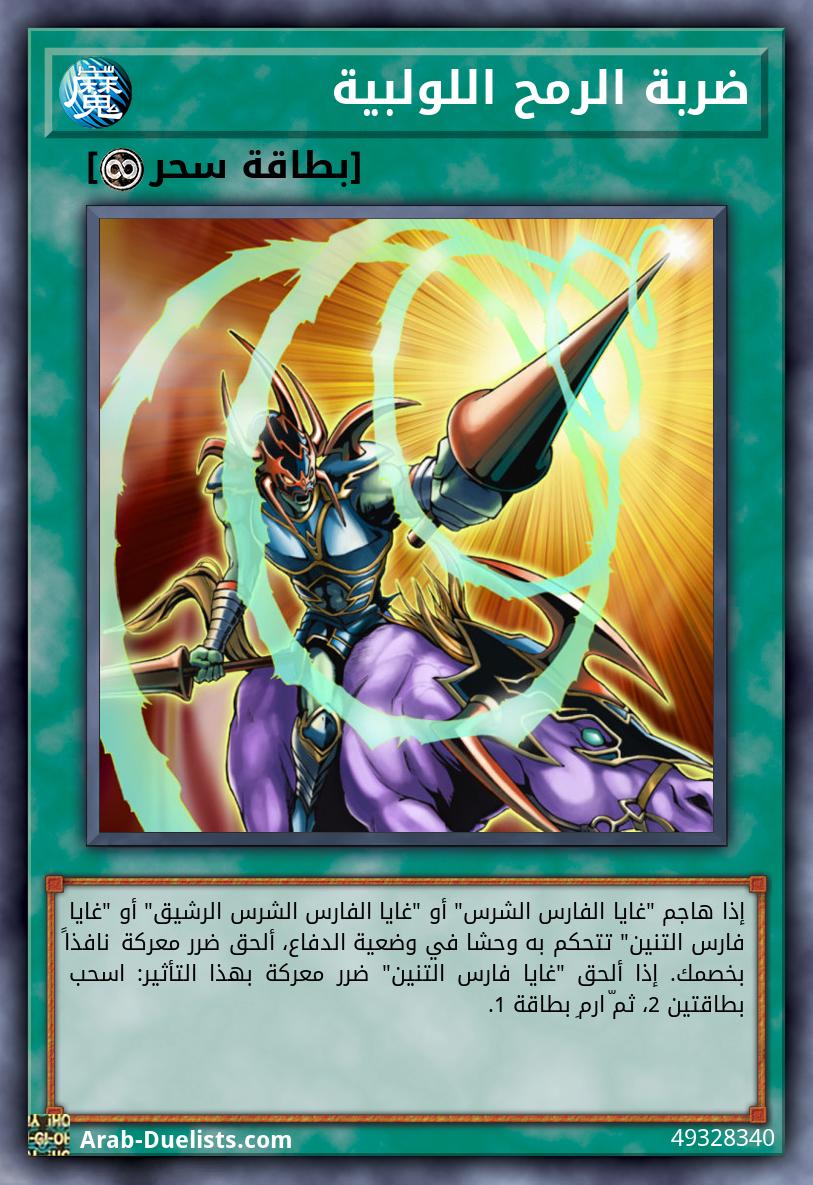 ضربة الرمح اللولبية
魔
سحر
[بطاقة سحر∞]
إذا هاجم "غايا الفارس الشرس" أو "غايا الفارس الشرس الرشيق" أو "غايا
فارس التنين" تتحكم به وحشا في وضعية الدفاع، ألحق ضرر معركة نافذاً
بخصمك. إذا ألحق "غايا فارس التنين" ضرر معركة بهذا التأثير: اسحب
بطاقتين 2، ثمّ ارمِ بطاقة 1.
Arab-Duelists.com
49328340